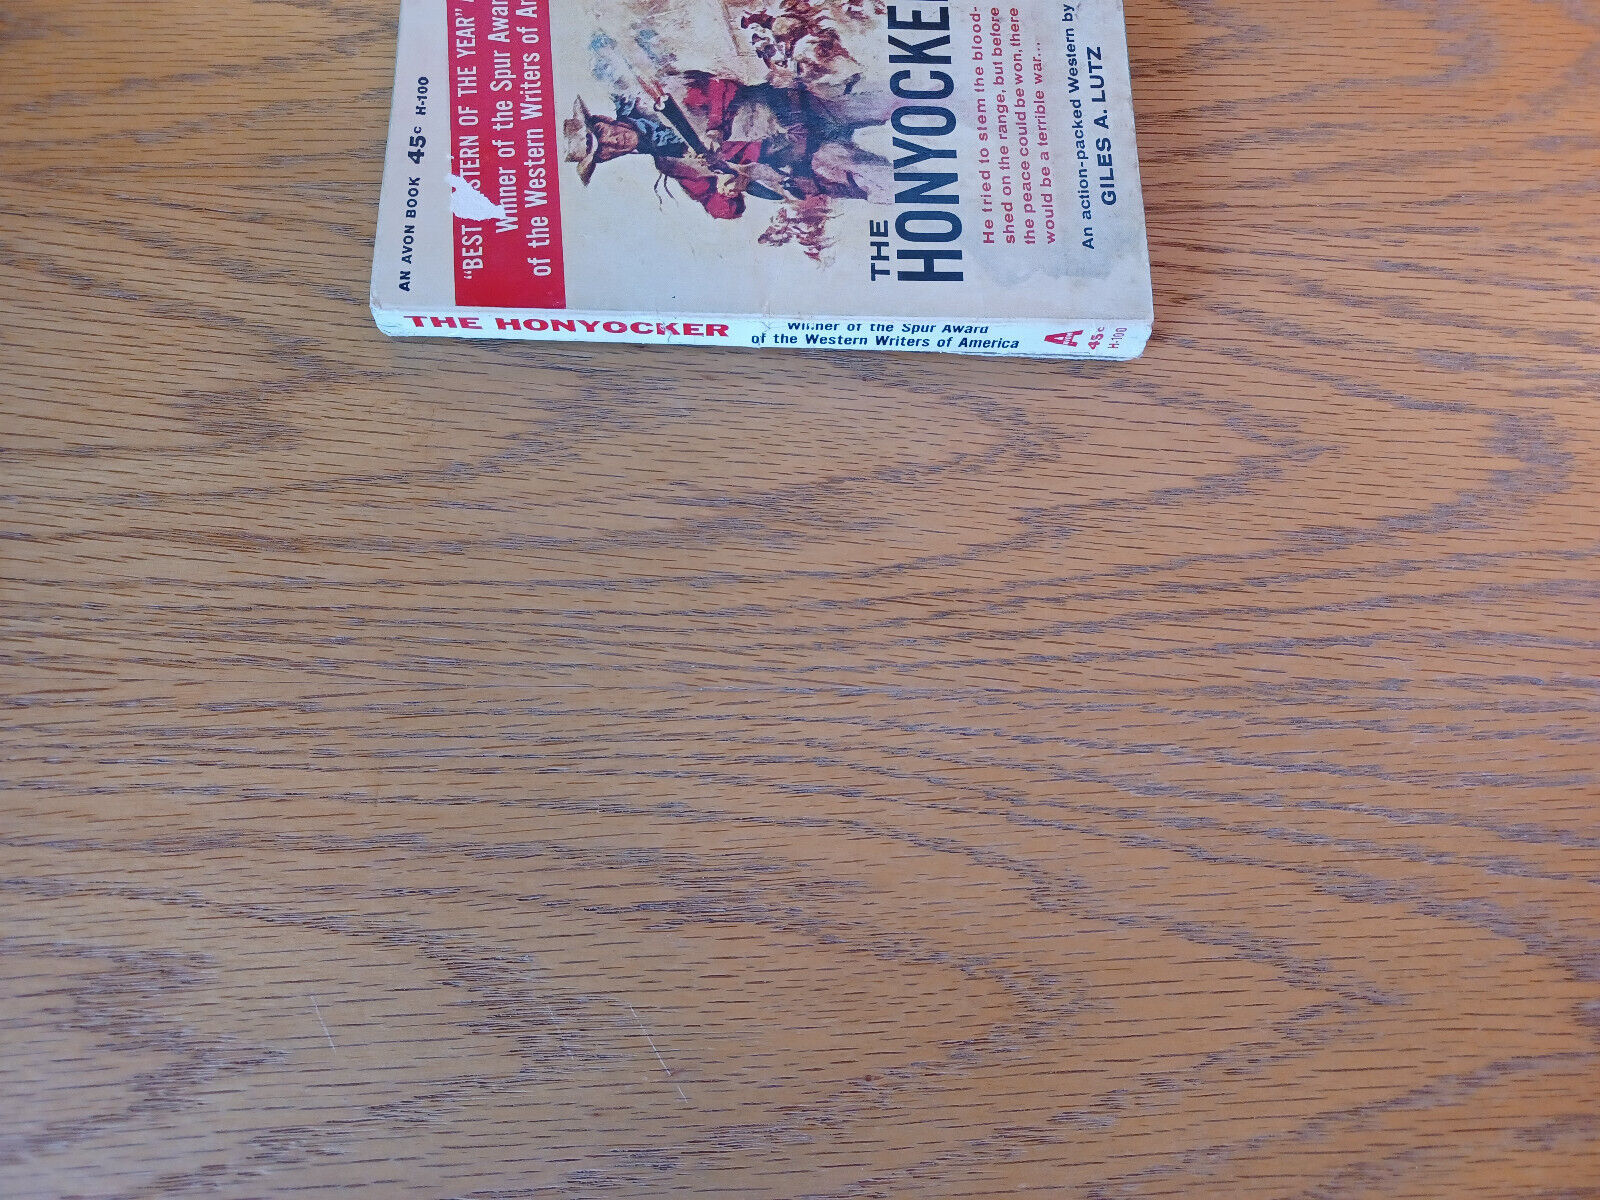 AN AVON BOOK 45c H-100
"BEST
STERN OF THE YEAR"
Winner of the Spur Awar
of the Western Writers of Am
THE
HONYOCKE
He tried to stem the blood-
shed on the range, but before
the peace could be won, there
would be a terrible war...
An action-packed Western by
GILES A. LUTZ
THE HONYOCKER
Winner of the Spur Award
of the Western Writers of America
A
45c
H-100